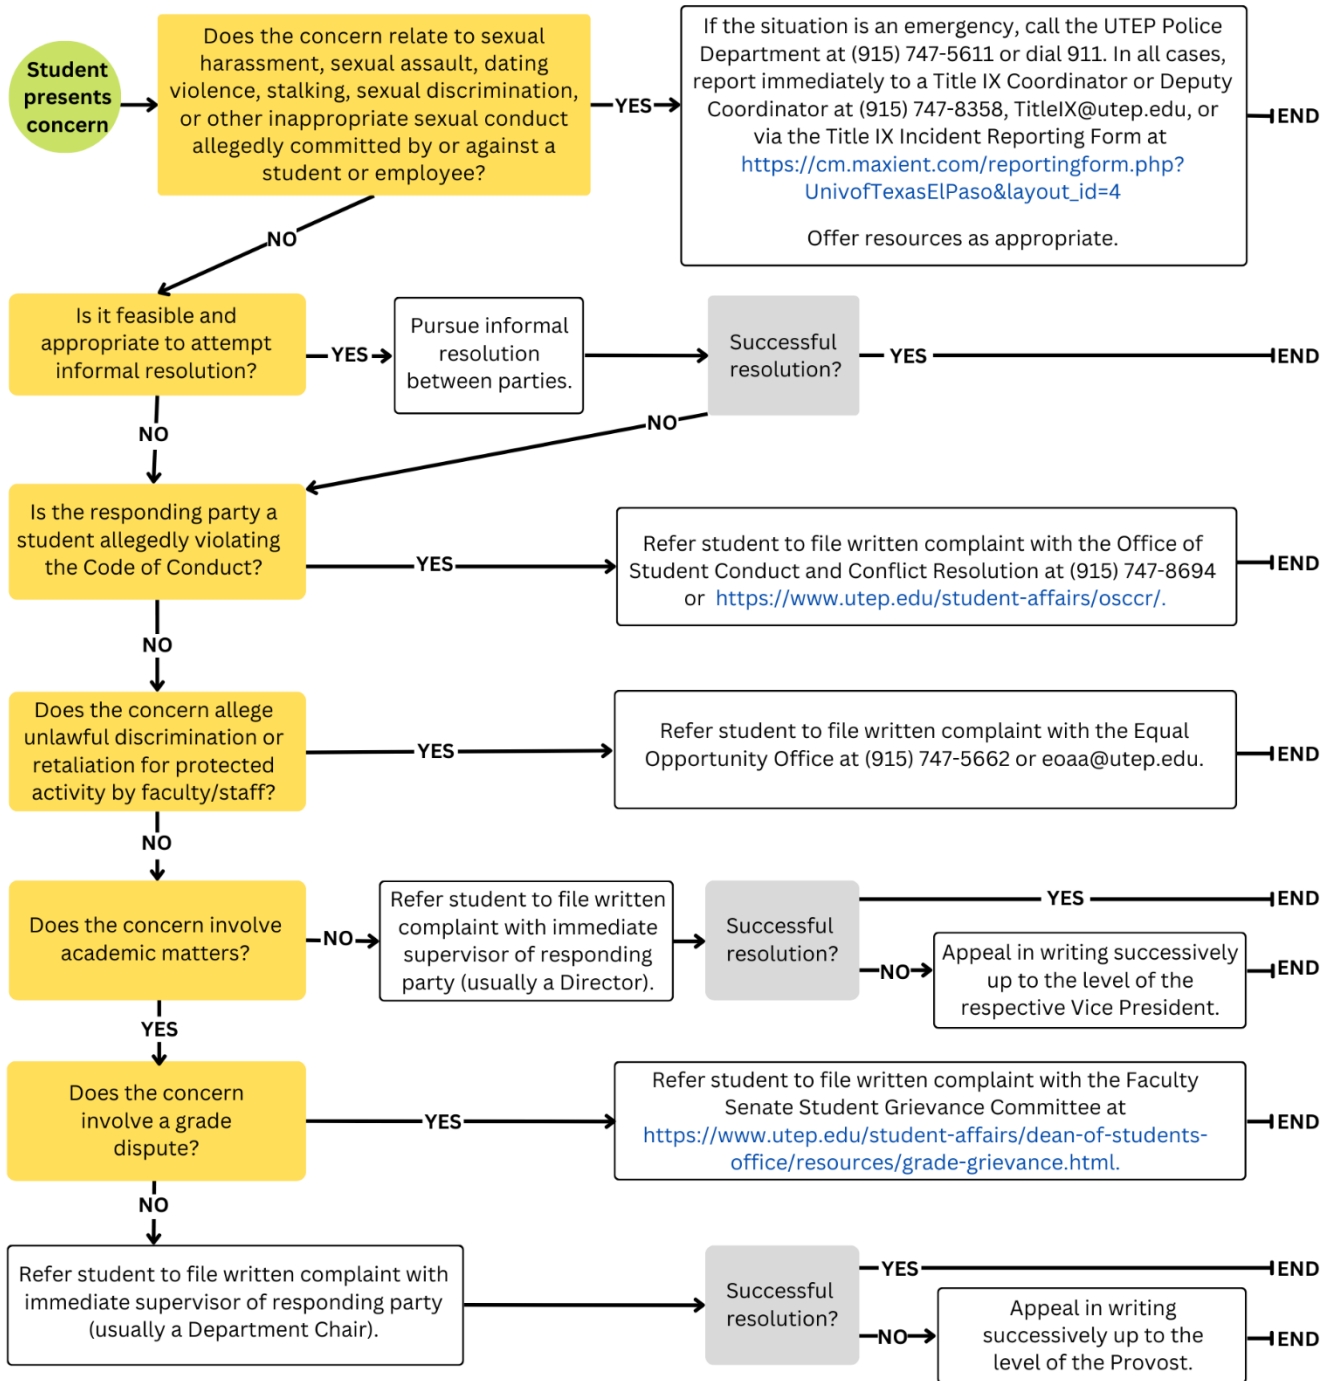 Student
presents
concern
Does the concern relate to sexual
harassment, sexual assault, dating
violence, stalking, sexual discrimination,
or other inappropriate sexual conduct
allegedly committed by or against a
student or employee?
YES
If the situation is an emergency, call the UTEP Police
Department at (915) 747-5611 or dial 911. In all cases,
report immediately to a Title IX Coordinator or Deputy
Coordinator at (915) 747-8358, TitleIX@utep.edu, or
via the Title IX Incident Reporting Form at
https://cm.maxient.com/reportingform.php?
UnivofTexasElPaso&layout_id=4
Offer resources as appropriate.
END
NO
Is it feasible and
appropriate to attempt
informal resolution?
YES
Pursue informal
resolution
between parties.
Successful
resolution?
YES
END
NO
NO
Is the responding party a
student allegedly violating
the Code of Conduct?
YES
Refer student to file written complaint with the Office of
Student Conduct and Conflict Resolution at (915) 747-8694
or https://www.utep.edu/student-affairs/osccr/.
END
NO
Does the concern allege
unlawful discrimination or
retaliation for protected
activity by faculty/staff?
YES
Refer student to file written complaint with the Equal
Opportunity Office at (915) 747-5662 or eoaa@utep.edu.
END
NO
Does the concern involve
academic matters?
NO
Refer student to file written
complaint with immediate
supervisor of responding
party (usually a Director).
Successful
resolution?
YES
END
NO
Appeal in writing successively
up to the level of the
respective Vice President.
END
YES
Does the concern
involve a grade
dispute?
YES
Refer student to file written complaint with the Faculty
Senate Student Grievance Committee at
https://www.utep.edu/student-affairs/dean-of-students-
office/resources/grade-grievance.html.
END
NO
Refer student to file written complaint with
immediate supervisor of responding party
(usually a Department Chair).
Successful
resolution?
YES
END
NO
Appeal in writing
successively up to the
level of the Provost.
END